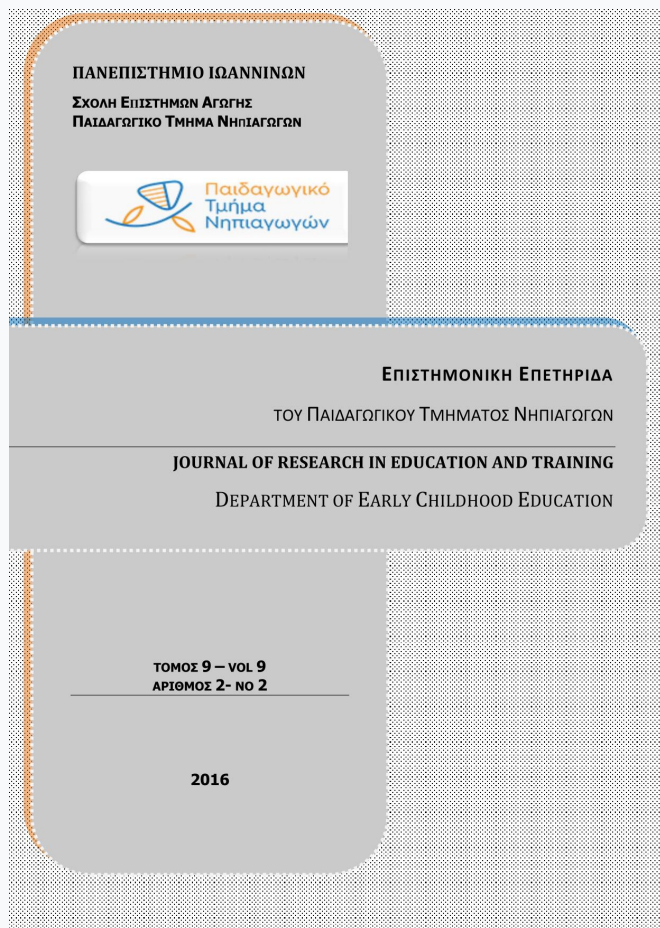 ΠΑΝΕΠΙΣΤΗΜΙΟ ΙΩΑΝΝΙΝΩΝ
ΣΧΟΛΗ ΕΠΙΣΤΗΜΩΝ ΑΓΩΓΗΣ
ΠΑΙΔΑΓΩΓΙΚΟ ΤΜΗΜΑ ΝΗΠΙΑΓΩΓΩΝ
Παιδαγωγικό
Τμήμα
Νηπιαγωγών
ΕΠΙΣΤΗΜΟΝΙΚΗ ΕΠΕΤΗΡΙΔΑ
ΤΟΥ ΠΑΙΔΑΓΩΓΙΚΟΥ ΤΜΗΜΑΤΟΣ ΝΗΠΙΑΓΩΓΩΝ
JOURNAL OF RESEARCH IN EDUCATION AND TRAINING
DEPARTMENT OF EARLY CHILDHOOD EDUCATION
ΤΟΜΟΣ 9 – VOL 9
ΑΡΙΘΜΟΣ 2- NO 2
2016